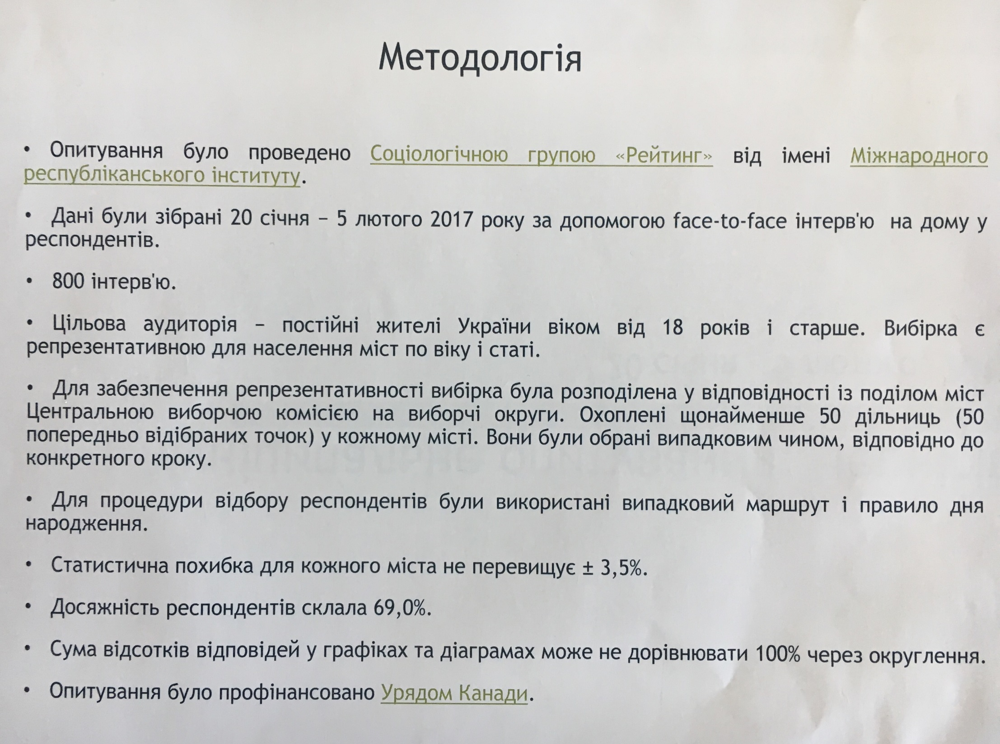 Методологія
• Опитування було проведено Соціологічною групою «Рейтинг» від імені Міжнародного
республіканського інституту.
• Дані були зібрані 20 січня – 5 лютого 2017 року за допомогою face-to-face інтерв'ю на дому у
респондентів.
• 800 інтерв'ю.
• Цільова аудиторія – постійні жителі України віком від 18 років і старше. Вибірка є
репрезентативною для населення міст по віку і статі.
• Для забезпечення репрезентативності вибірка була розподілена у відповідності із поділом міст
Центральною виборчою комісією на виборчі округи. Охоплені щонайменше 50 дільниць (50
попередньо відібраних точок) у кожному місті. Вони були обрані випадковим чином, відповідно до
конкретного кроку.
• Для процедури відбору респондентів були використані випадковий маршрут і правило дня
народження.
• Статистична похибка для кожного міста не перевищує ± 3,5%.
• Досяжність респондентів склала 69,0%.
• Сума відсотків відповідей у графіках та діаграмах може не дорівнювати 100% через округлення.
• Опитування було профінансовано Урядом Канади.